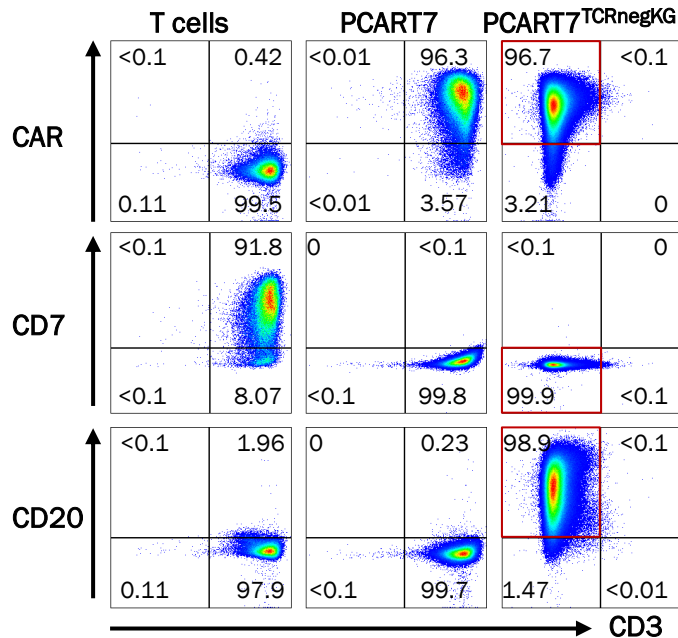 T cells PCART7 PCART7TCRnegKG
<0.1 0.42 <0.01 96.3 96.7 <0.1
CAR
0.11 99.5 <0.01 3.57 3.21 0
<0.1 91.8 0 <0.1 <0.1 0
CD7
<0.1 8.07 <0.1 99.8 99.9 <0.1
<0.1 1.96 0 0.23 98.9 <0.1
CD20
0.11 97.9 <0.1 99.7 1.47 <0.01
CD3